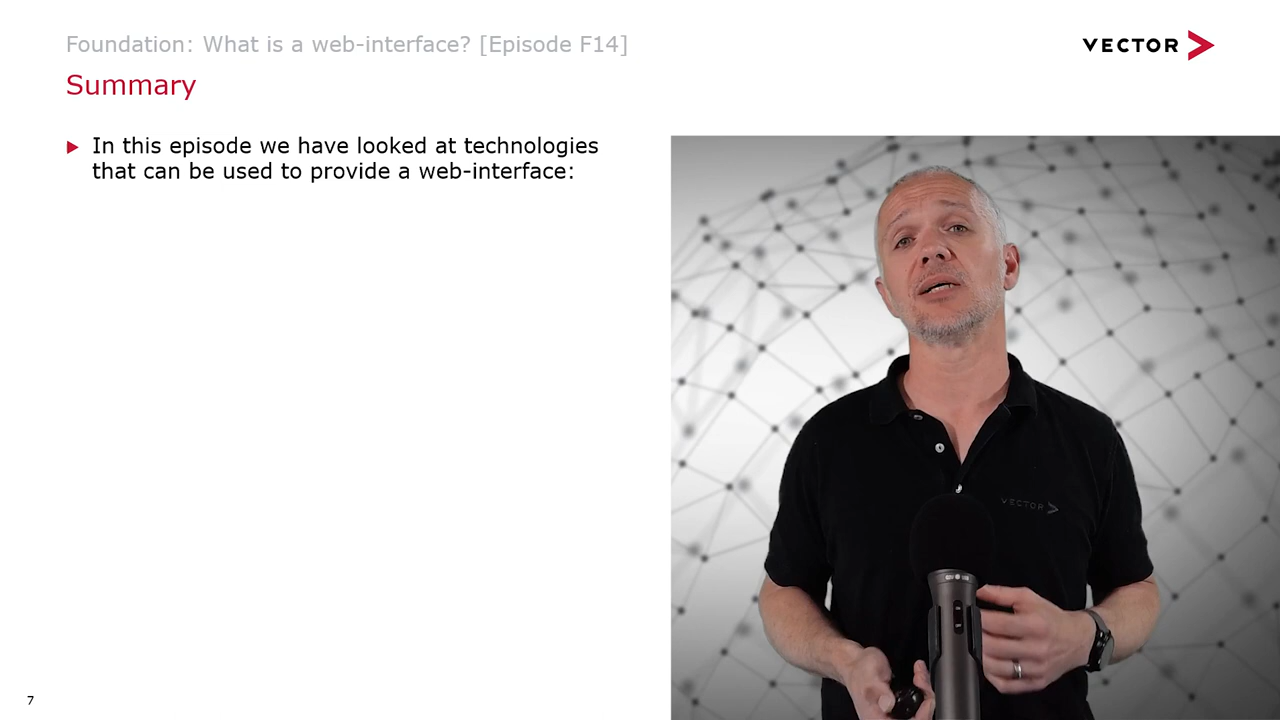 Foundation: What is a web-interface? [Episode F14]
VECTOR
Summary
In this episode we have looked at technologies
that can be used to provide a web-interface:
VECTOR
7